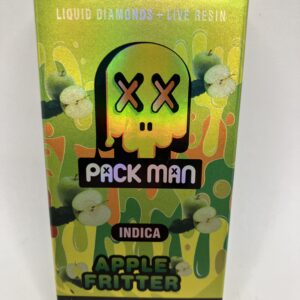 LIQUID DIAMONDS + LIVE RESIN
PACK MAN
INDICA
APPLE
FRITTER